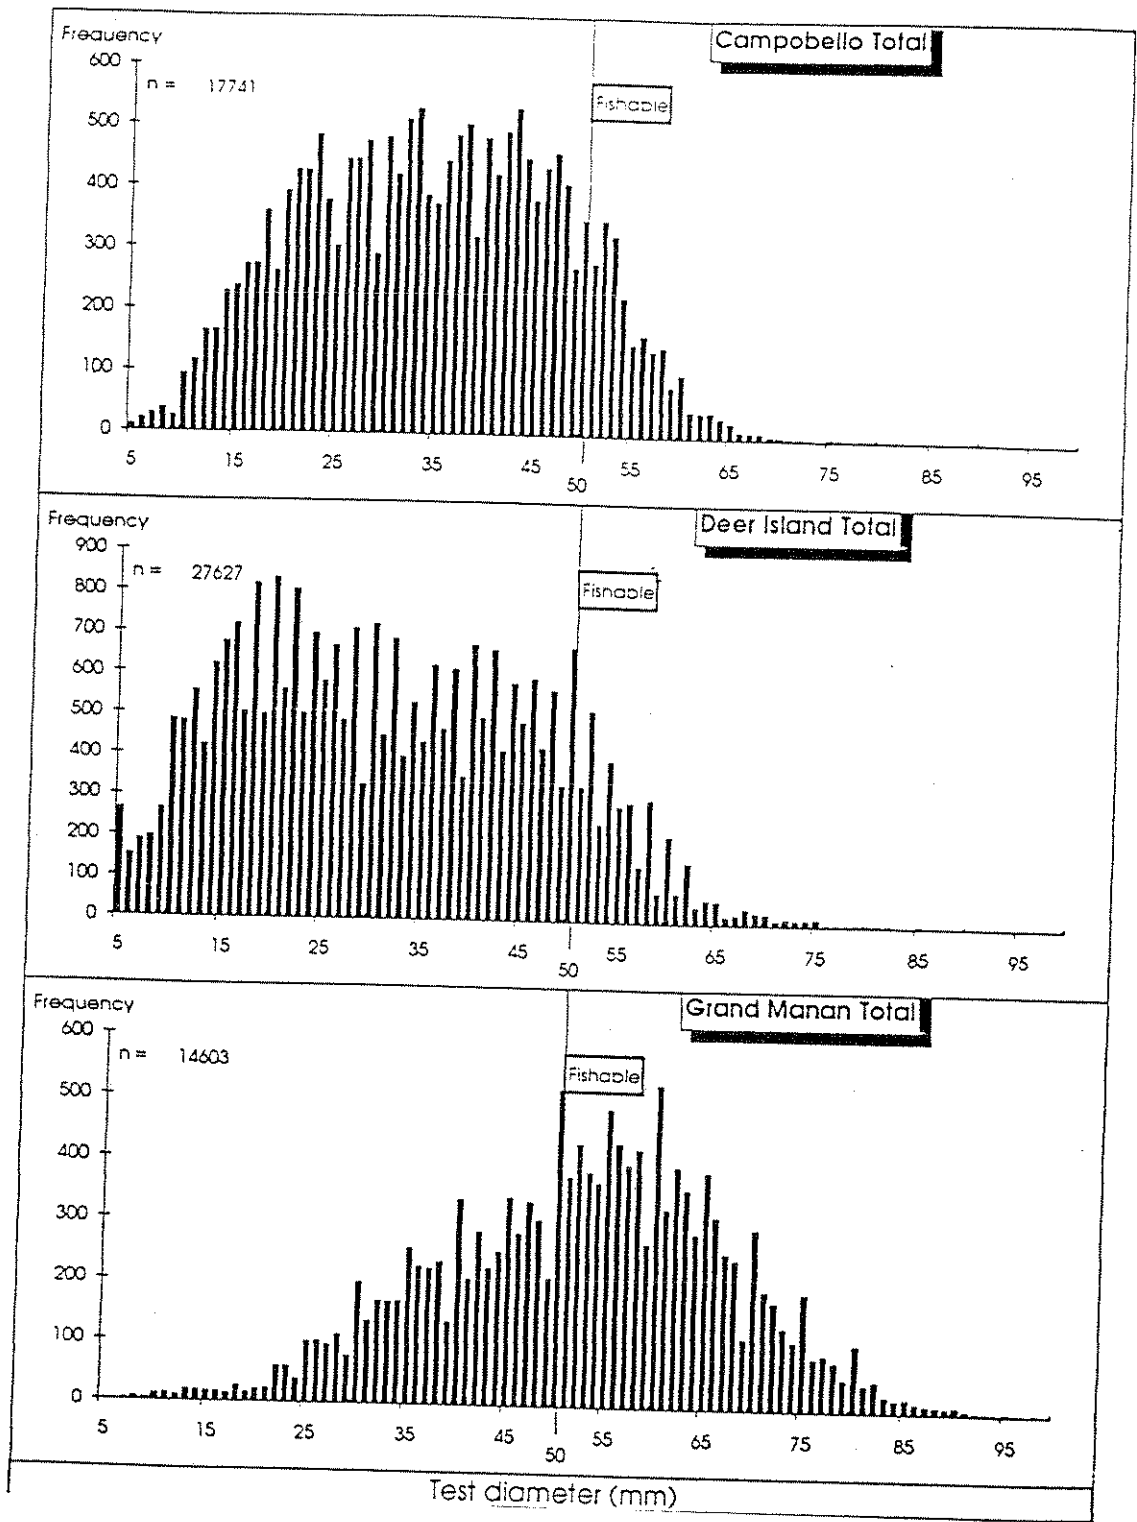 Frequency
Campobello Total
600
n = 17741
Fishable
500
400
300
200
100
0
5 15 25 35 45 55 65 75 85 95
50
Frequency
Deer Island Total
900
n = 27627
800
Fishable
700
600
500
400
300
200
100
0
5 15 25 35 45 55 65 75 85 95
50
Frequency
Grand Manan Total
600
n = 14603
Fishable
500
400
300
200
100
0
5 15 25 35 45 55 65 75 85 95
50
Test diameter (mm)